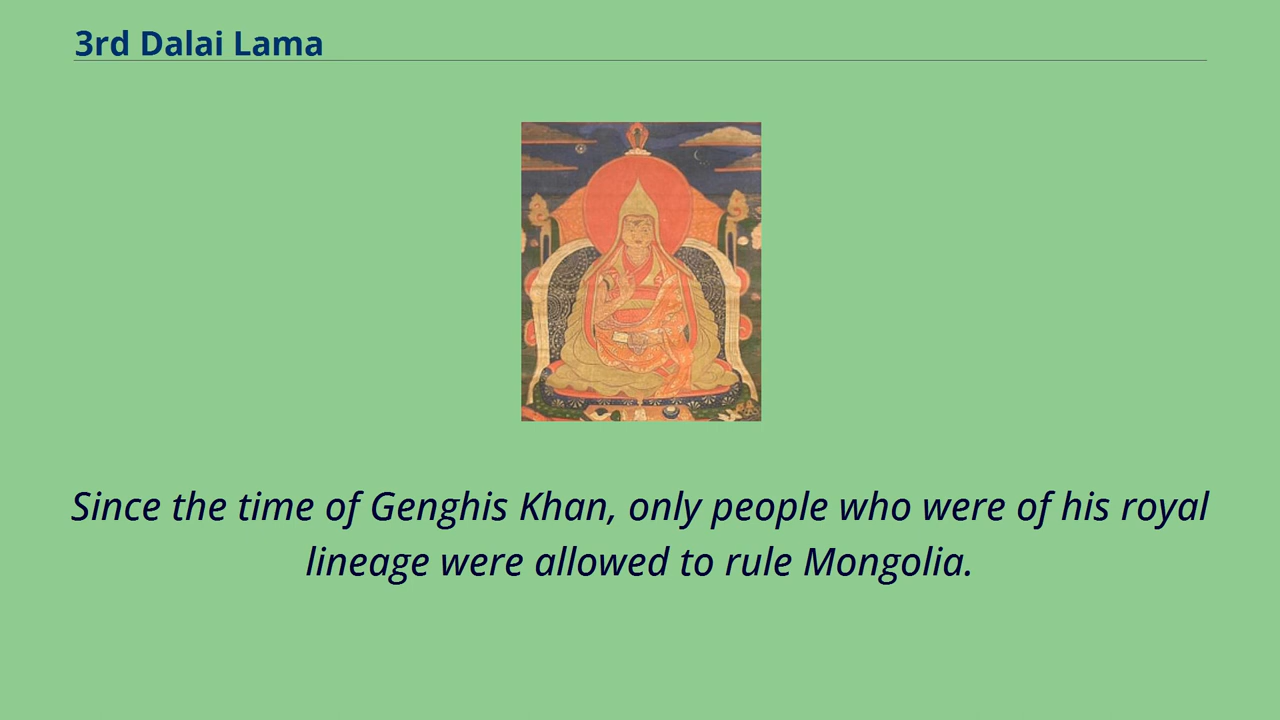 3rd Dalai Lama
Since the time of Genghis Khan, only people who were of his royal
lineage were allowed to rule Mongolia.